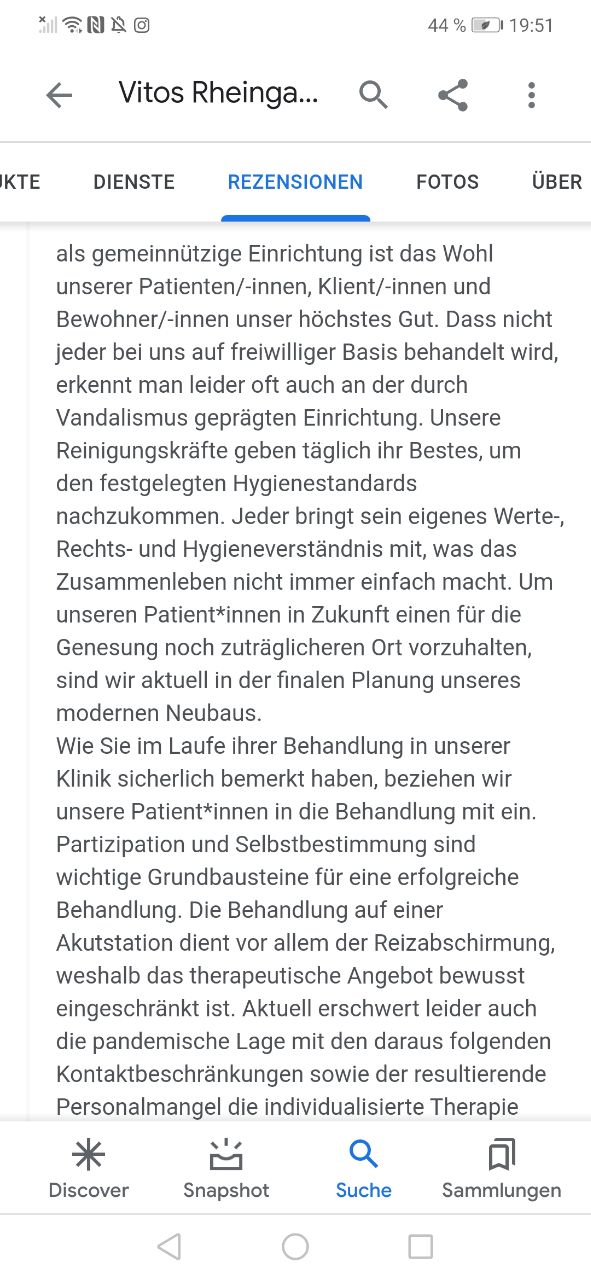 44 % 19:51
Vitos Rheinga...
JKTE DIENSTE REZENSIONEN FOTOS ÜBER
als gemeinnützige Einrichtung ist das Wohl
unserer Patienten/-innen, Klient/-innen und
Bewohner/-innen unser höchstes Gut. Dass nicht
jeder bei uns auf freiwilliger Basis behandelt wird,
erkennt man leider oft auch an der durch
Vandalismus geprägten Einrichtung. Unsere
Reinigungskräfte geben täglich ihr Bestes, um
den festgelegten Hygienestandards
nachzukommen. Jeder bringt sein eigenes Werte-,
Rechts- und Hygieneverständnis mit, was das
Zusammenleben nicht immer einfach macht. Um
unseren Patient*innen in Zukunft einen für die
Genesung noch zuträglicheren Ort vorzuhalten,
sind wir aktuell in der finalen Planung unseres
modernen Neubaus.
Wie Sie im Laufe ihrer Behandlung in unserer
Klinik sicherlich bemerkt haben, beziehen wir
unsere Patient*innen in die Behandlung mit ein.
Partizipation und Selbstbestimmung sind
wichtige Grundbausteine für eine erfolgreiche
Behandlung. Die Behandlung auf einer
Akutstation dient vor allem der Reizabschirmung,
weshalb das therapeutische Angebot bewusst
eingeschränkt ist. Aktuell erschwert leider auch
die pandemische Lage mit den daraus folgenden
Kontaktbeschränkungen sowie der resultierende
Personalmangel die individualisierte Therapie
Discover Snapshot Suche Sammlungen